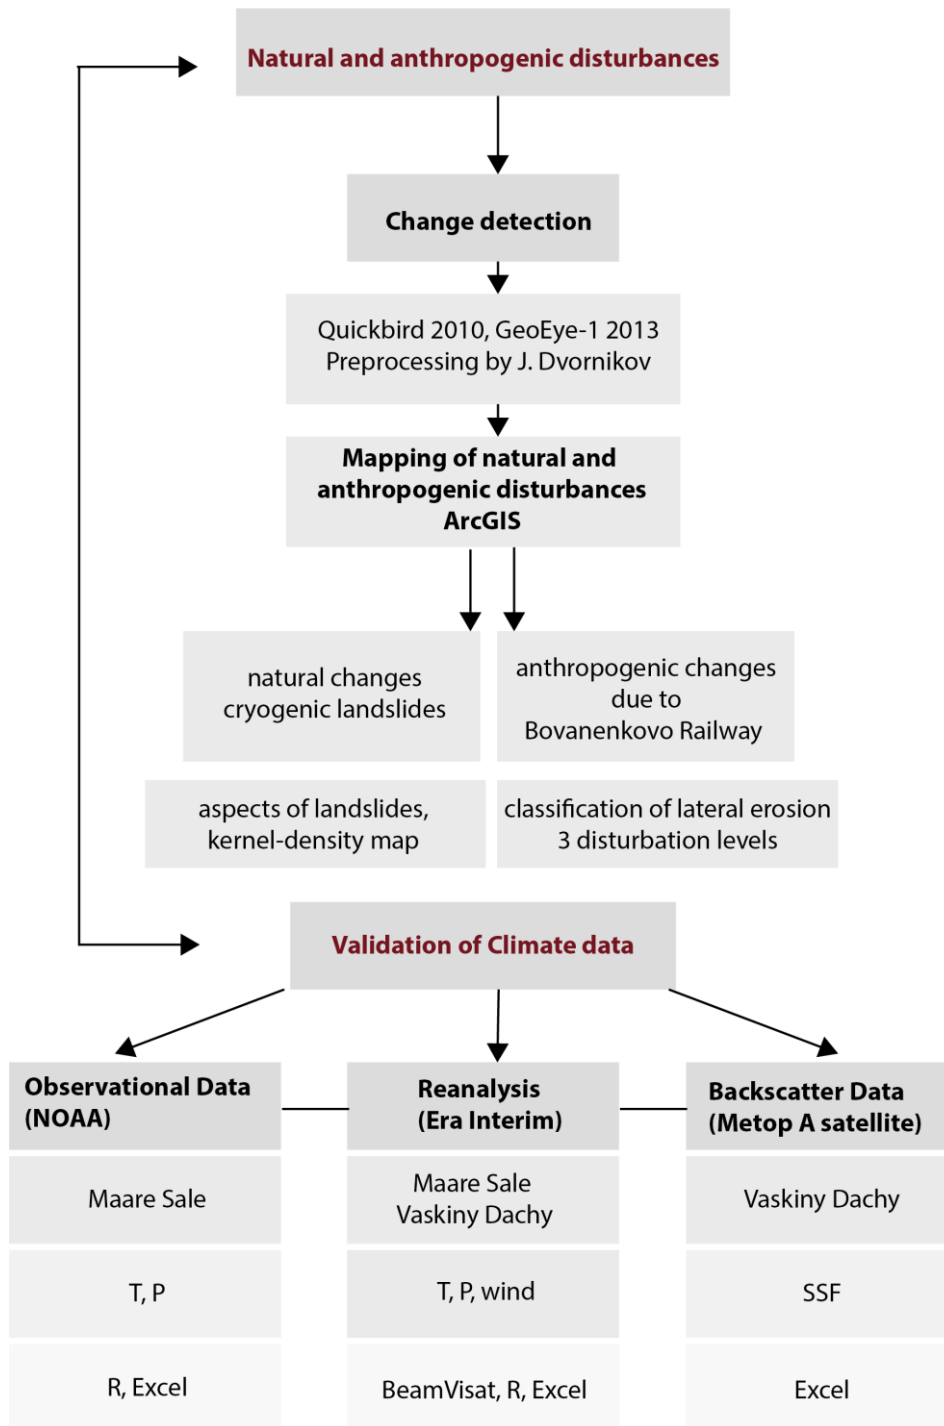 Natural and anthropogenic disturbances
Change detection
Quickbird 2010, GeoEye-1 2013
Preprocessing by J. Dvornikov
Mapping of natural and
anthropogenic disturbances
ArcGIS
natural changes
cryogenic landslides
anthropogenic changes
due to
Bovanenkovo Railway
aspects of landslides,
kernel-density map
classification of lateral erosion
3 disturbation levels
Validation of Climate data
Observational Data
(NOAA)
Reanalysis
(Era Interim)
Backscatter Data
(Metop A satellite)
Maare Sale
Maare Sale
Vaskiny Dachy
Vaskiny Dachy
T, P
T, P, wind
SSF
R, Excel
BeamVisat, R, Excel
Excel